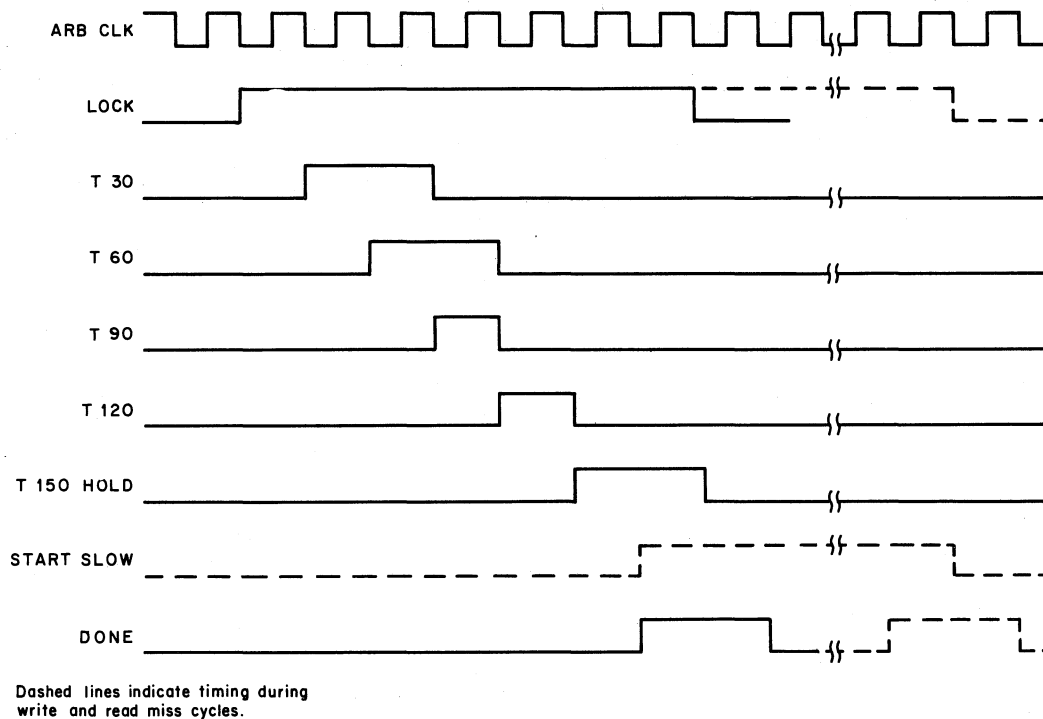 ARB CLK
LOCK
T 30
T 60
T 90
T 120
T 150 HOLD
START SLOW
DONE
Dashed lines indicate timing during
write and read miss cycles.